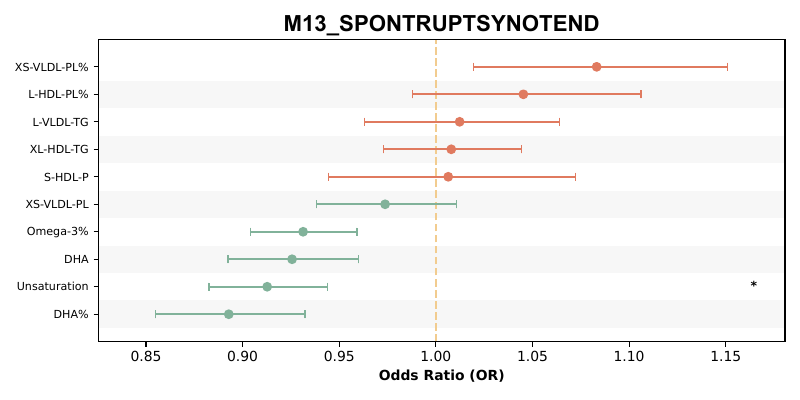 M13_SPONTRUPTSYNOTEND
XS-VLDL-PL%
L-HDL-PL%
L-VLDL-TG
XL-HDL-TG
S-HDL-P
XS-VLDL-PL
Omega-3%
DHA
Unsaturation *
DHA%
0.85 0.90 0.95 1.00 1.05 1.10 1.15
Odds Ratio (OR)